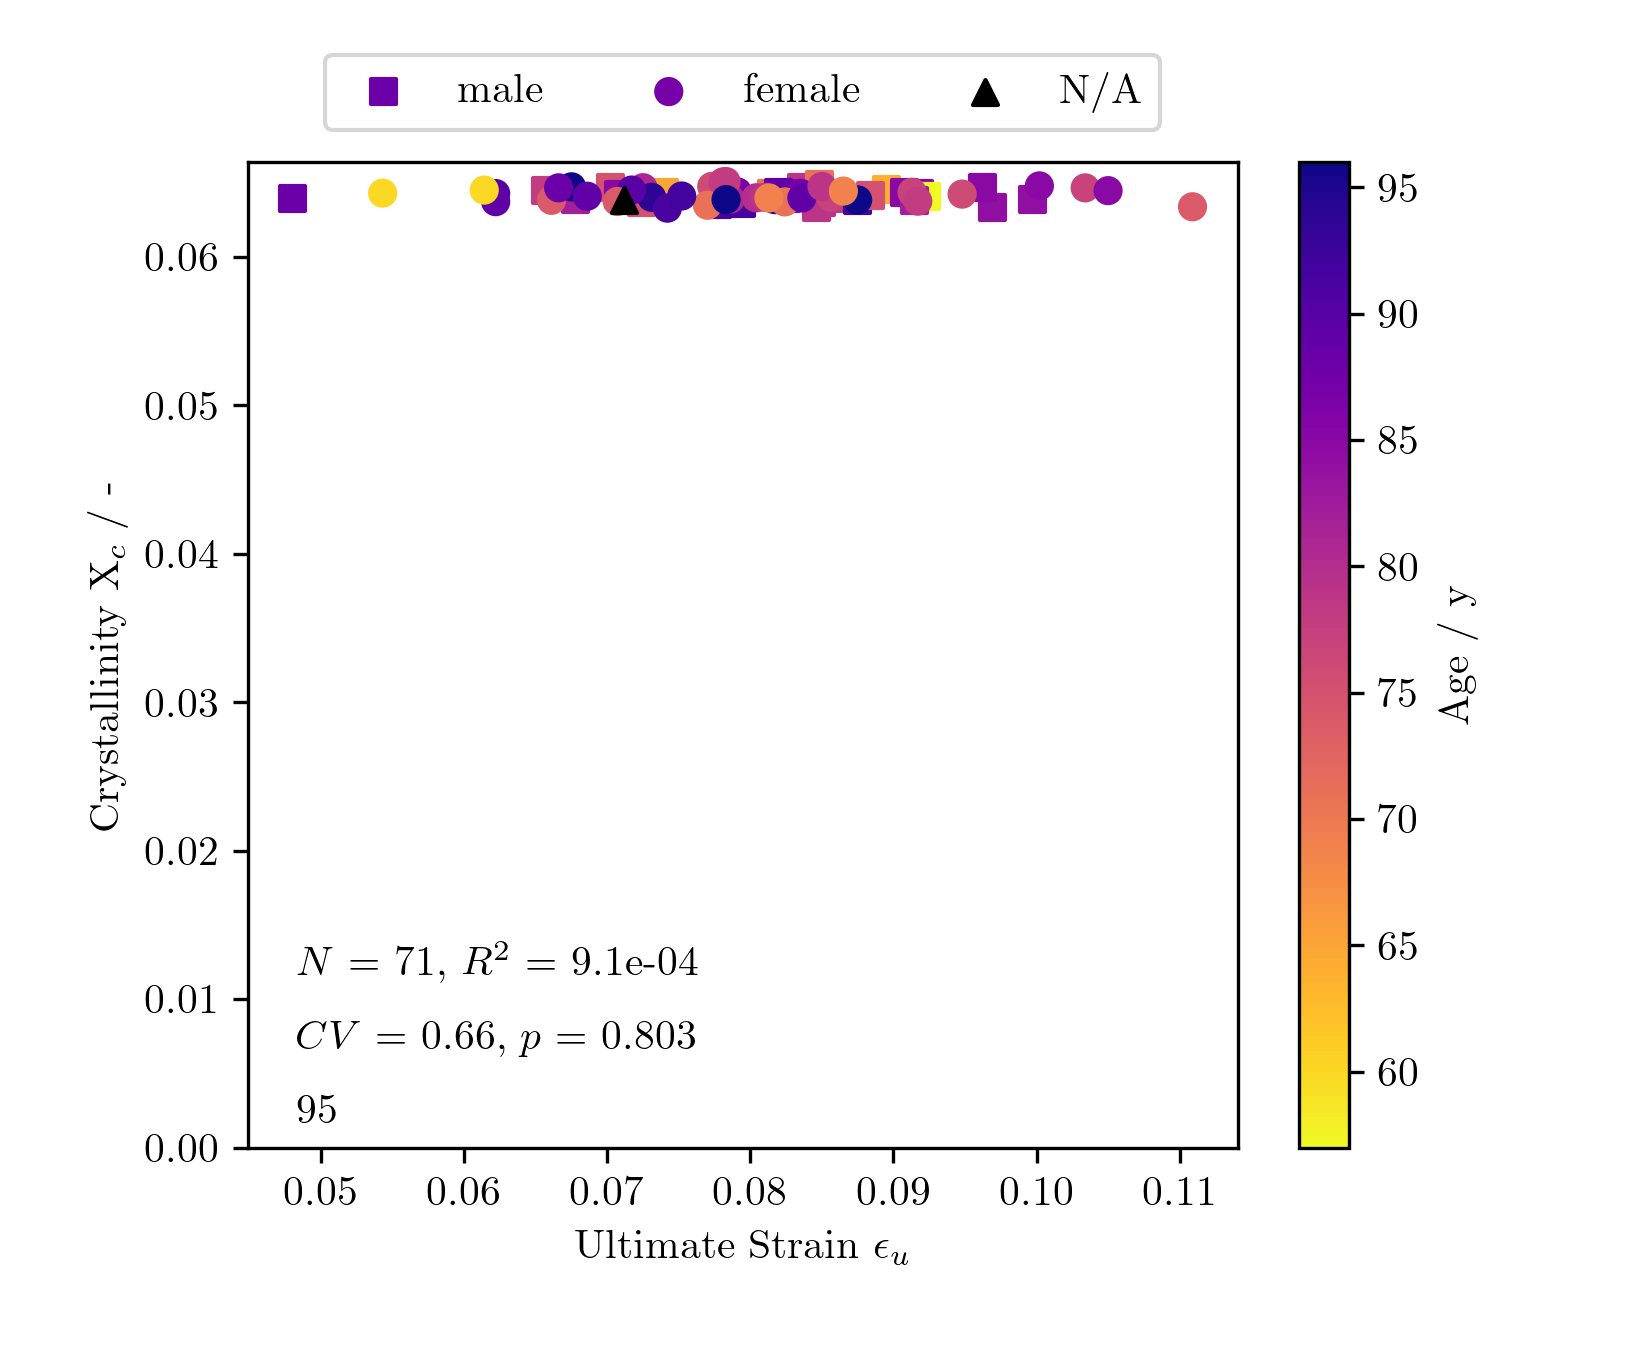 male female N/A
0.06
0.05
0.04
0.03
0.02
0.01
0.00
Crystallinity X_c / -
N = 71, R² = 9.1e-04
CV = 0.66, p = 0.803
95
0.05 0.06 0.07 0.08 0.09 0.10 0.11
Ultimate Strain ϵ_u
95
90
85
80
75
70
65
60
Age / y